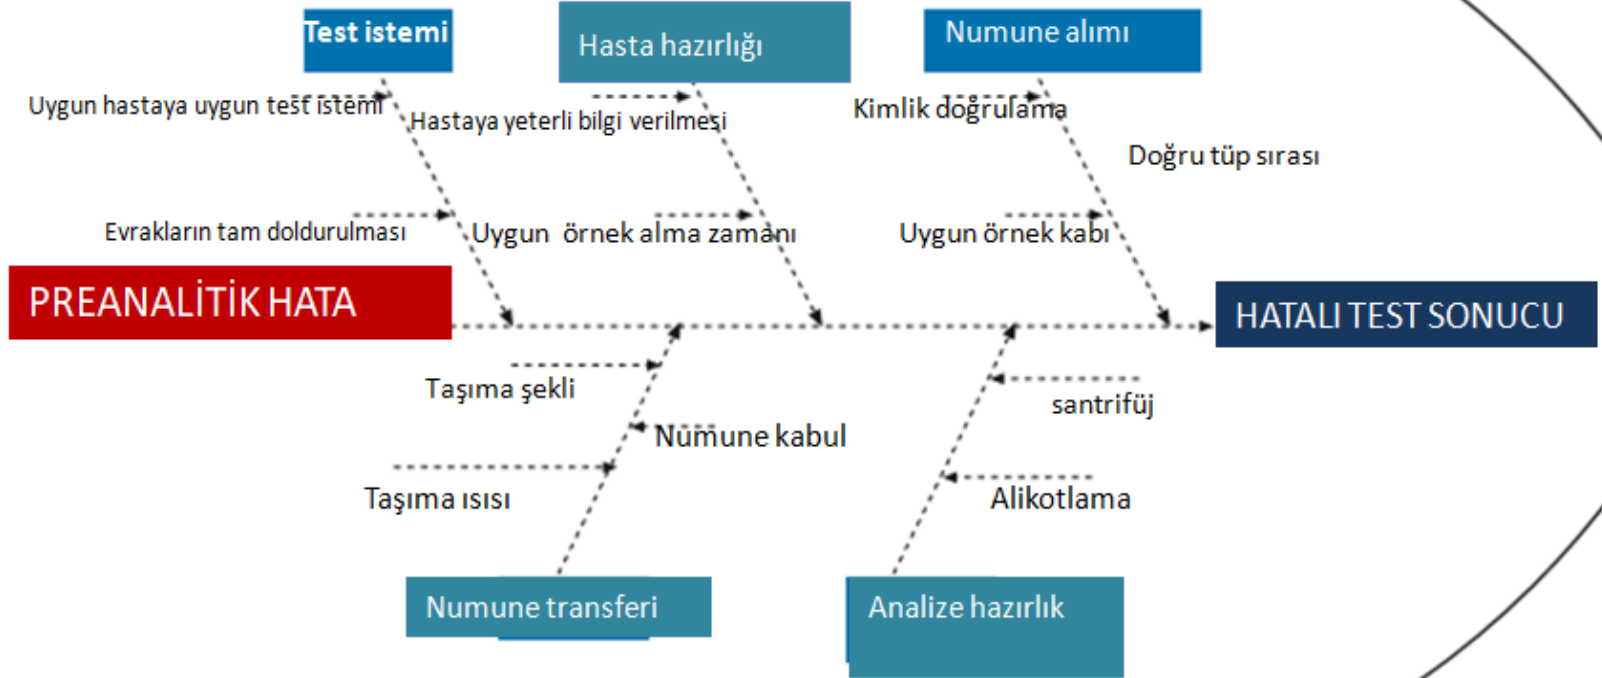 Test istemi
Hasta hazırlığı
Numune alımı
Uygun hastaya uygun test istemi
Hastaya yeterli bilgi verilmesi
Kimlik doğrulama
Doğru tüp sırası
Evrakların tam doldurulması
Uygun örnek alma zamanı
Uygun örnek kabı
PREANALİTİK HATA
HATALI TEST SONUCU
Taşıma şekli
santrifüj
Numune kabul
Taşıma ısısı
Alikotlama
Numune transferi
Analize hazırlık